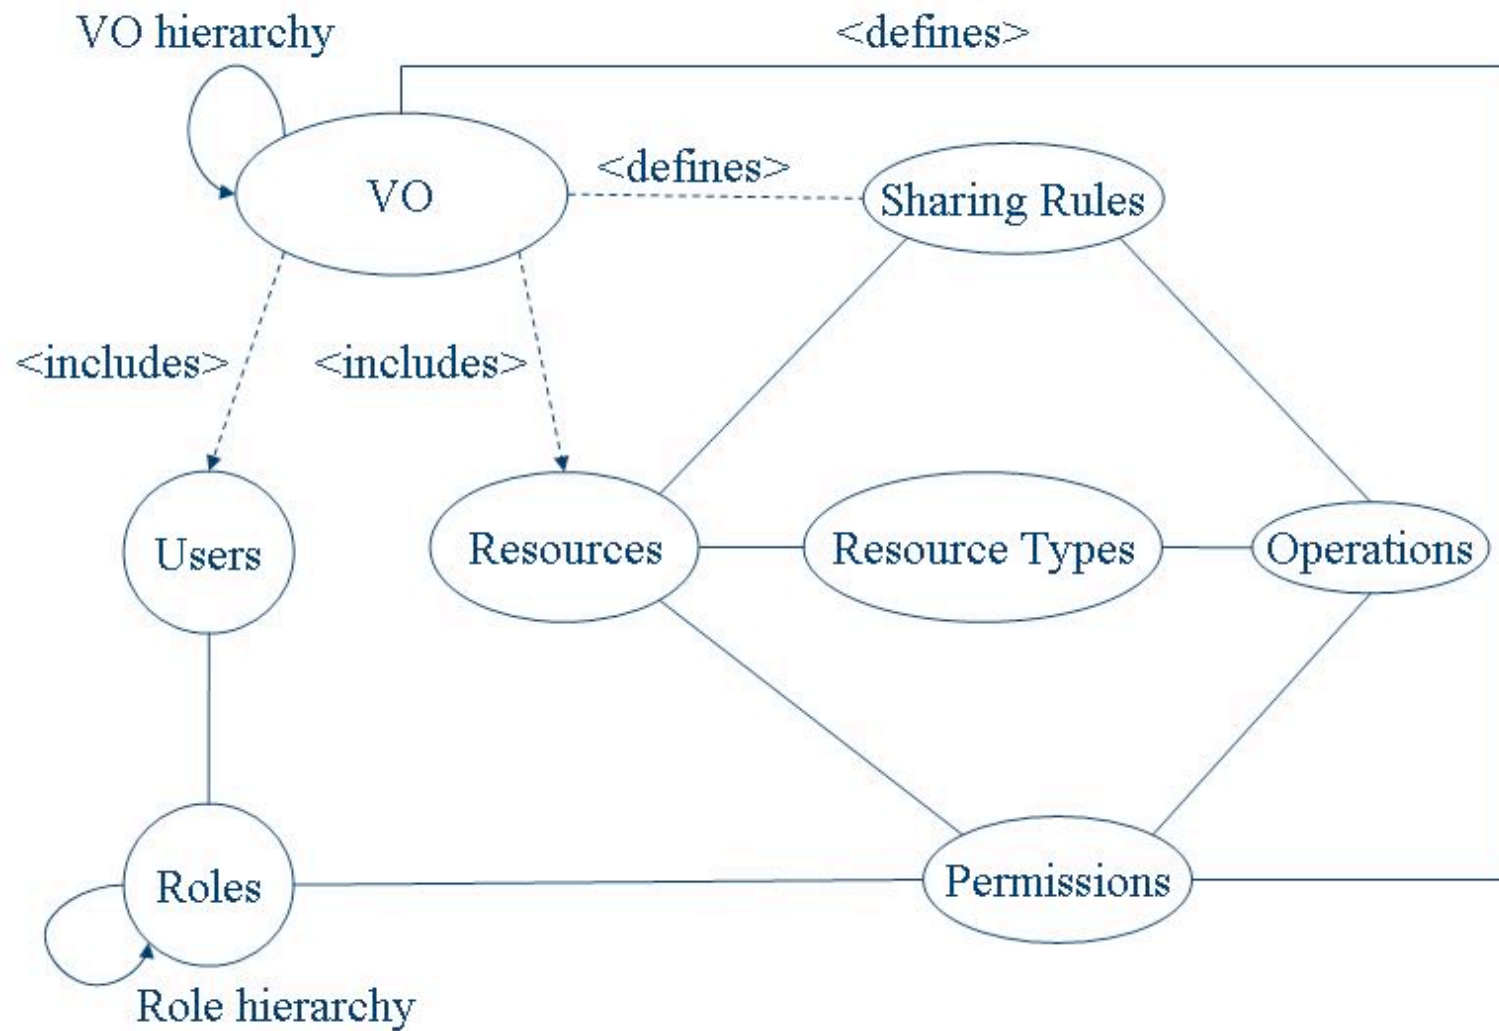 VO hierarchy
<defines>
VO
<defines>
Sharing Rules
<includes>
<includes>
Users
Resources
Resource Types
Operations
Roles
Permissions
Role hierarchy